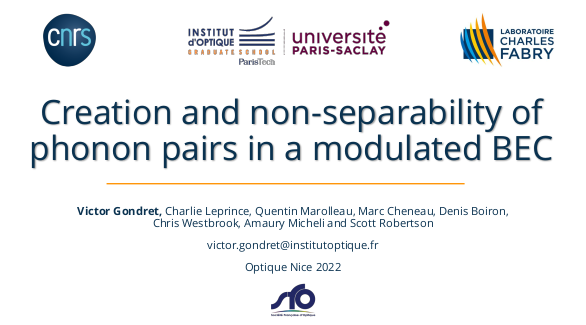 cnrs
INSTITUT
d'OPTIQUE
GRADUATE SCHOOL
ParisTech
université
PARIS-SACLAY
LABORATOIRE
CHARLES
FABRY
Creation and non-separability of
phonon pairs in a modulated BEC
Victor Gondret, Charlie Leprince, Quentin Marolleau, Marc Cheneau, Denis Boiron,
Chris Westbrook, Amaury Micheli and Scott Robertson
victor.gondret@institutoptique.fr
Optique Nice 2022
sfo
Société Française d'Optique